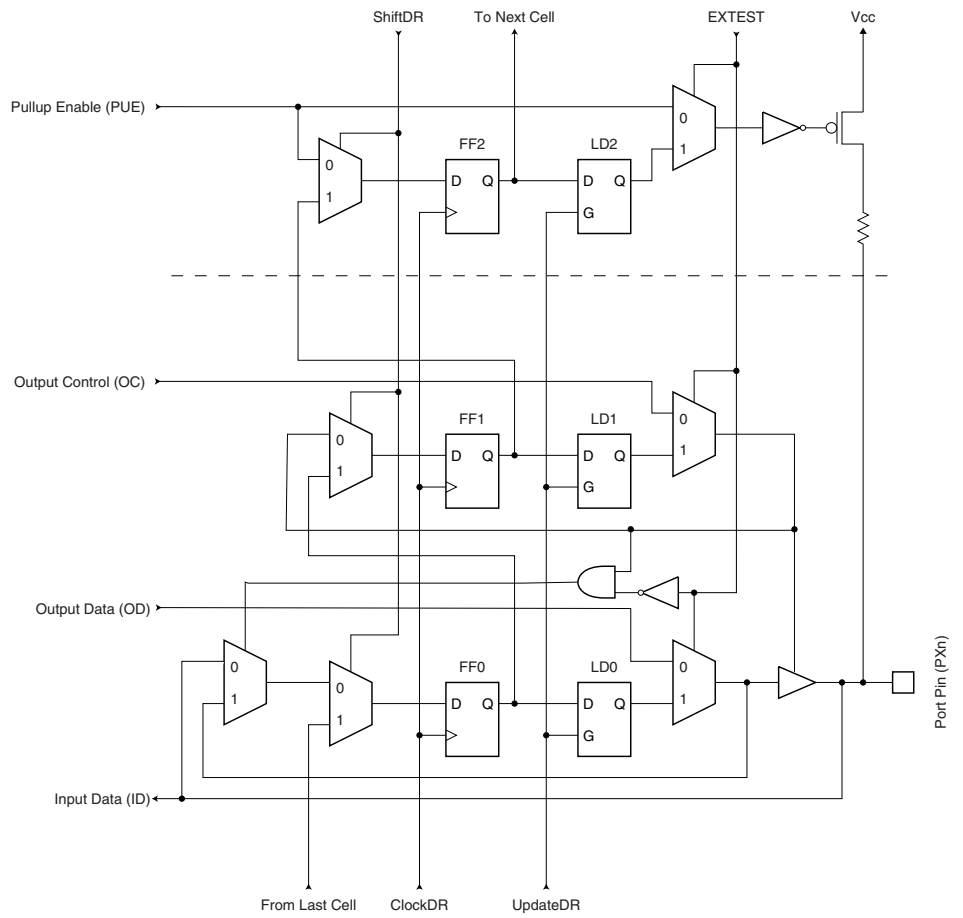 ShiftDR
To Next Cell
EXTEST
Vcc
Pullup Enable (PUE)
0
1
FF2
D Q
LD2
D Q
G
0
1
Output Control (OC)
0
1
FF1
D Q
LD1
D Q
G
0
1
Output Data (OD)
0
1
0
1
FF0
D Q
LD0
D Q
G
0
1
Port Pin (PXn)
Input Data (ID)
From Last Cell
ClockDR
UpdateDR